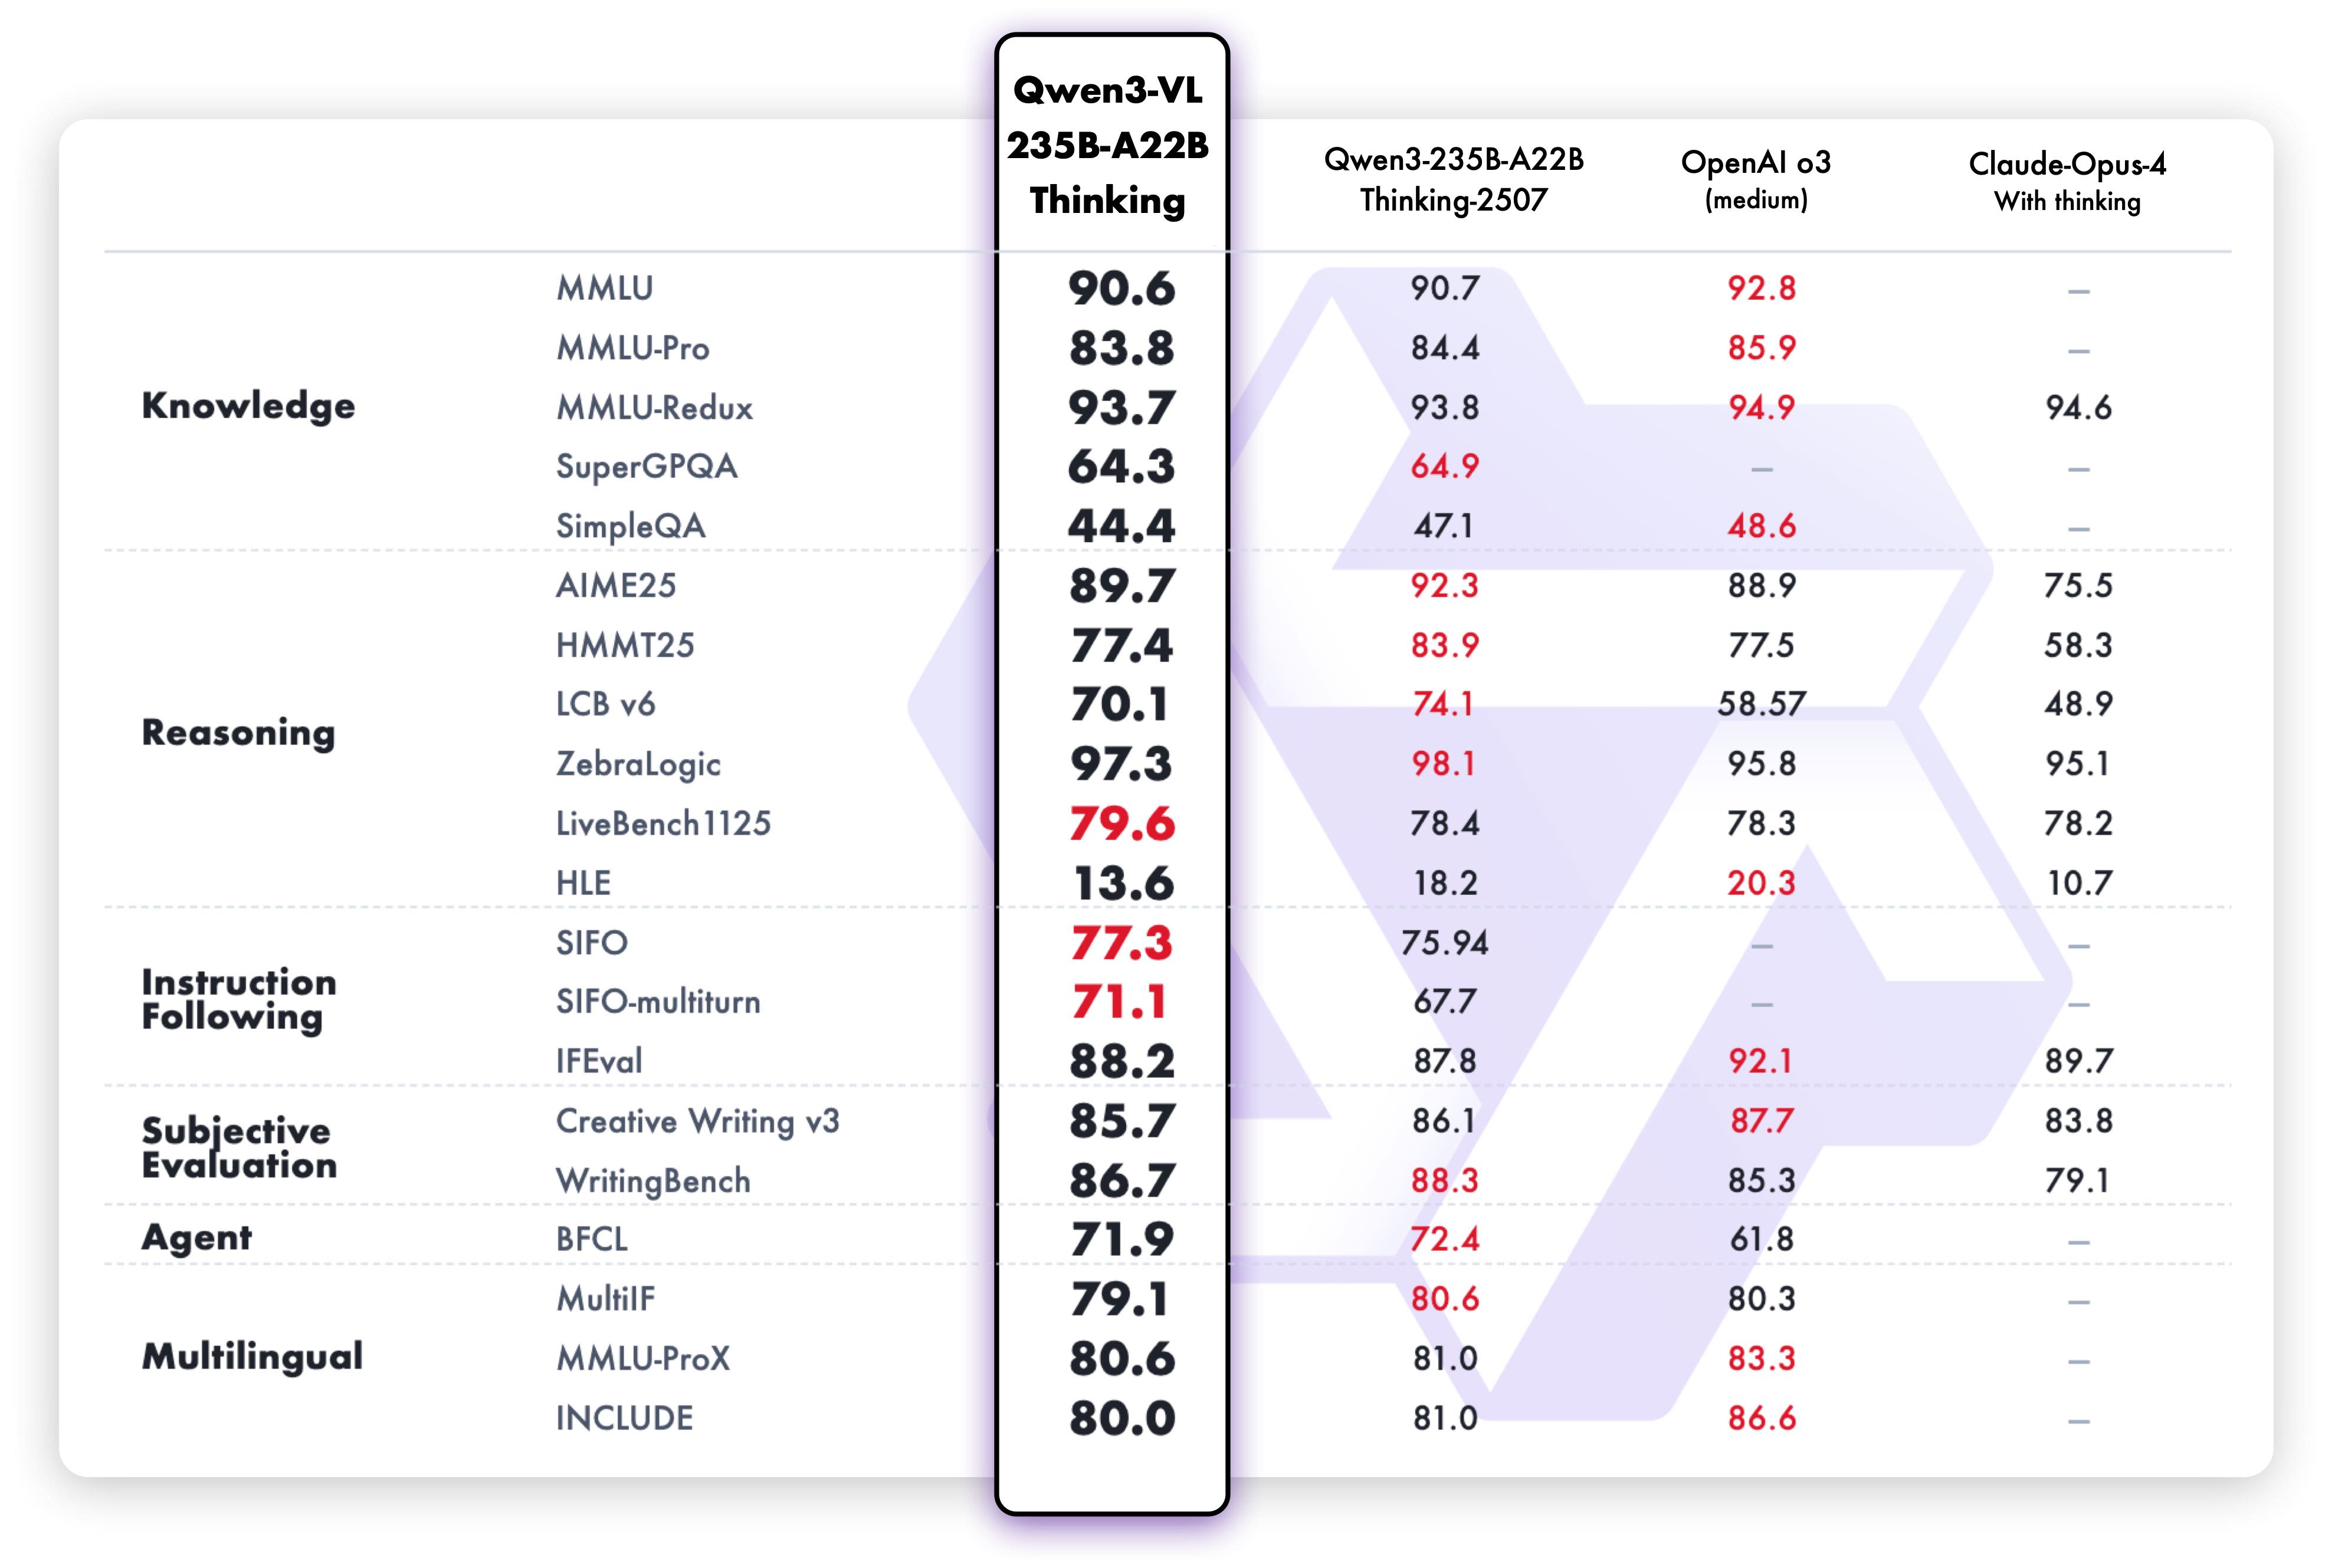 Qwen3-VL
235B-A22B
Thinking
Qwen3-235B-A22B
Thinking-2507
OpenAI o3
(medium)
Claude-Opus-4
With thinking
Knowledge
MMLU 90.6 90.7 92.8 –
MMLU-Pro 83.8 84.4 85.9 –
MMLU-Redux 93.7 93.8 94.9 94.6
SuperGPQA 64.3 64.9 – –
SimpleQA 44.4 47.1 48.6 –
Reasoning
AIME25 89.7 92.3 88.9 75.5
HMMT25 77.4 83.9 77.5 58.3
LCB v6 70.1 74.1 58.57 48.9
ZebraLogic 97.3 98.1 95.8 95.1
LiveBench1125 79.6 78.4 78.3 78.2
HLE 13.6 18.2 20.3 10.7
Instruction
Following
SIFO 77.3 75.94 – –
SIFO-multiturn 71.1 67.7 – –
IFEval 88.2 87.8 92.1 89.7
Subjective
Evaluation
Creative Writing v3 85.7 86.1 87.7 83.8
WritingBench 86.7 88.3 85.3 79.1
Agent
BFCL 71.9 72.4 61.8 –
Multilingual
MultiIF 79.1 80.6 80.3 –
MMLU-ProX 80.6 81.0 83.3 –
INCLUDE 80.0 81.0 86.6 –